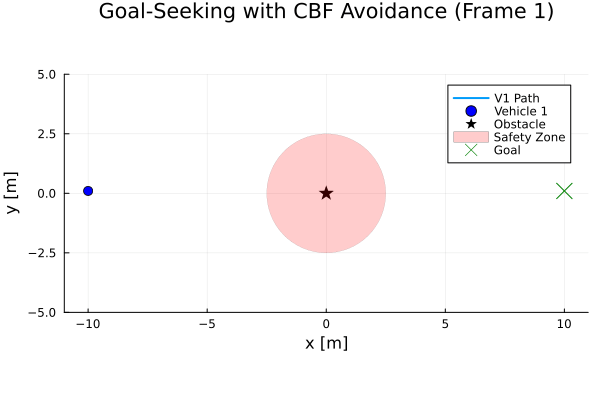 Goal-Seeking with CBF Avoidance (Frame 1)
y [m]
5.0
2.5
0.0
−2.5
−5.0
V1 Path
Vehicle 1
Obstacle
Safety Zone
Goal
−10
−5
0
5
10
x [m]